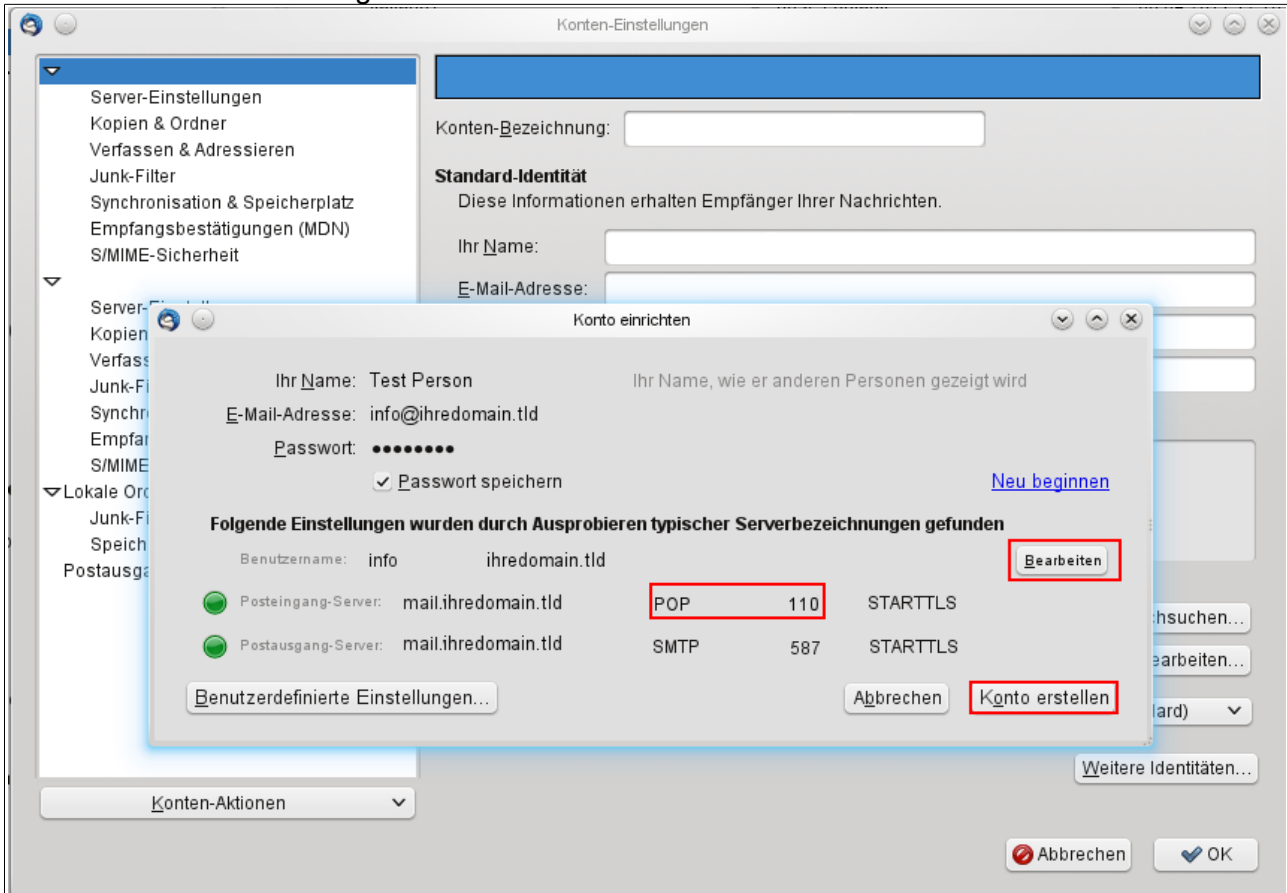 Konten-Einstellungen
Server-Einstellungen
Kopien & Ordner
Verfassen & Adressieren
Junk-Filter
Synchronisation & Speicherplatz
Empfangsbestätigungen (MDN)
S/MIME-Sicherheit
Konten-Bezeichnung:
Standard-Identität
Diese Informationen erhalten Empfänger Ihrer Nachrichten.
Ihr Name:
E-Mail-Adresse:
Server-
Kopien
Verfass
Junk-Fi
Synchr
Empfa
S/MIME
Lokale Ord
Junk-Fi
Speich
Postausga
Konto einrichten
Ihr Name: Test Person Ihr Name, wie er anderen Personen gezeigt wird
E-Mail-Adresse: info@ihredomain.tld
Passwort: ••••••••
Passwort speichern Neu beginnen
Folgende Einstellungen wurden durch Ausprobieren typischer Serverbezeichnungen gefunden
Benutzername: info ihredomain.tld Bearbeiten
Posteingang-Server: mail.ihredomain.tld POP 110 STARTTLS
Postausgang-Server: mail.ihredomain.tld SMTP 587 STARTTLS
Benutzerdefinierte Einstellungen... Abbrechen Konto erstellen
hsuchen...
earbeiten...
lard)
Weitere Identitäten...
Konten-Aktionen
Abbrechen OK